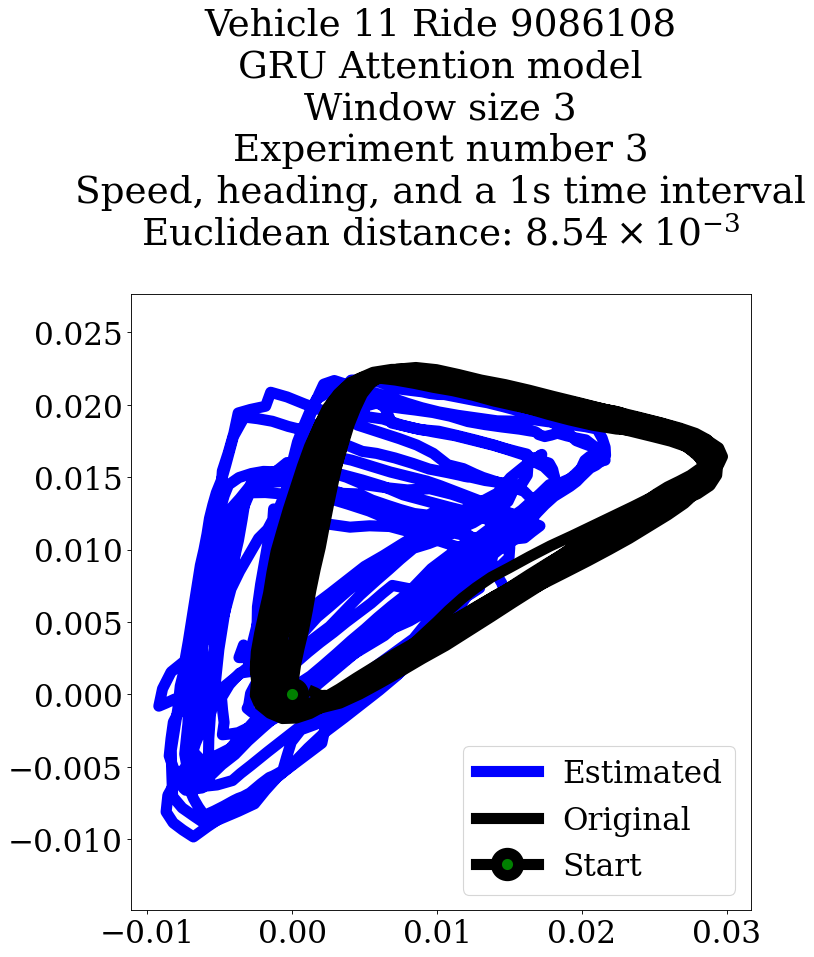 Vehicle 11 Ride 9086108
GRU Attention model
Window size 3
Experiment number 3
Speed, heading, and a 1s time interval
Euclidean distance: 8.54 × 10⁻³
0.025
0.020
0.015
0.010
0.005
0.000
−0.005
−0.010
Estimated
Original
Start
−0.01 0.00 0.01 0.02 0.03